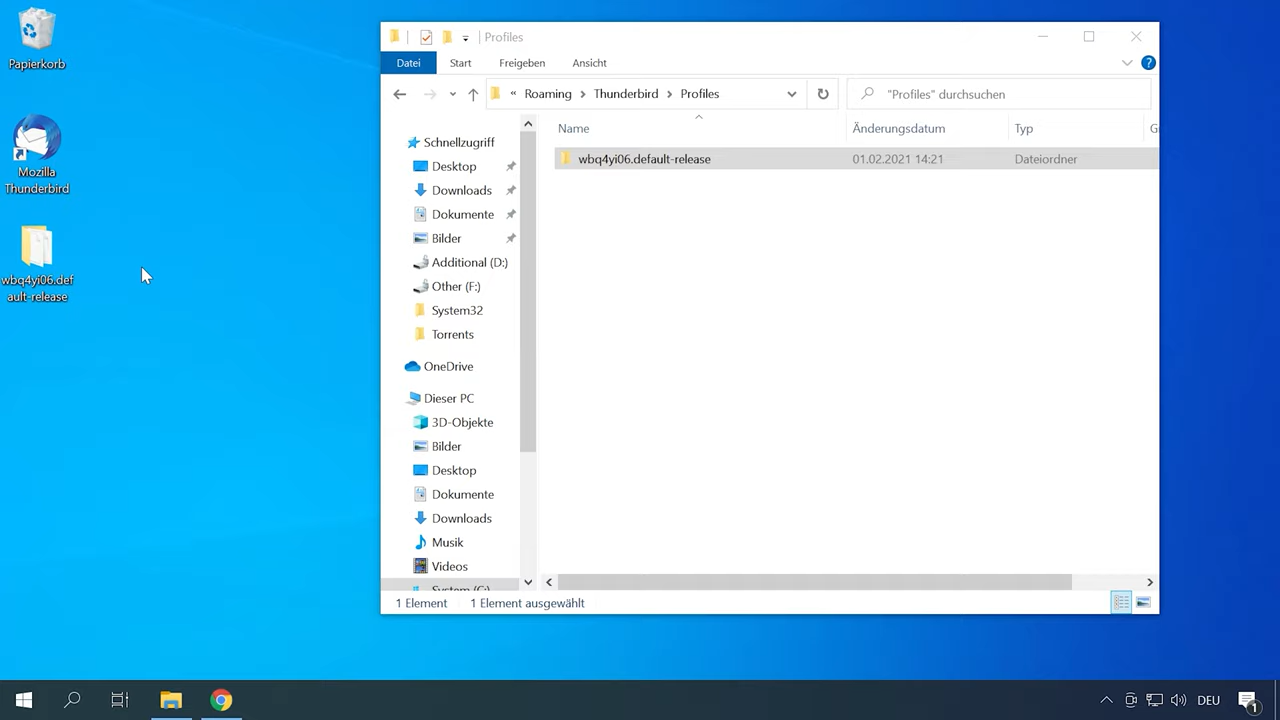 Papierkorb
Mozilla
Thunderbird
wbq4yi06.def
ault-release
Profiles
Datei
Start
Freigeben
Ansicht
« Roaming > Thunderbird > Profiles
"Profiles" durchsuchen
Name
Änderungsdatum
Typ
wbq4yi06.default-release
01.02.2021 14:21
Dateiordner
Schnellzugriff
Desktop
Downloads
Dokumente
Bilder
Additional (D:)
Other (F:)
System32
Torrents
OneDrive
Dieser PC
3D-Objekte
Bilder
Desktop
Dokumente
Downloads
Musik
Videos
System (C:)
1 Element
1 Element ausgewählt
DEU
1